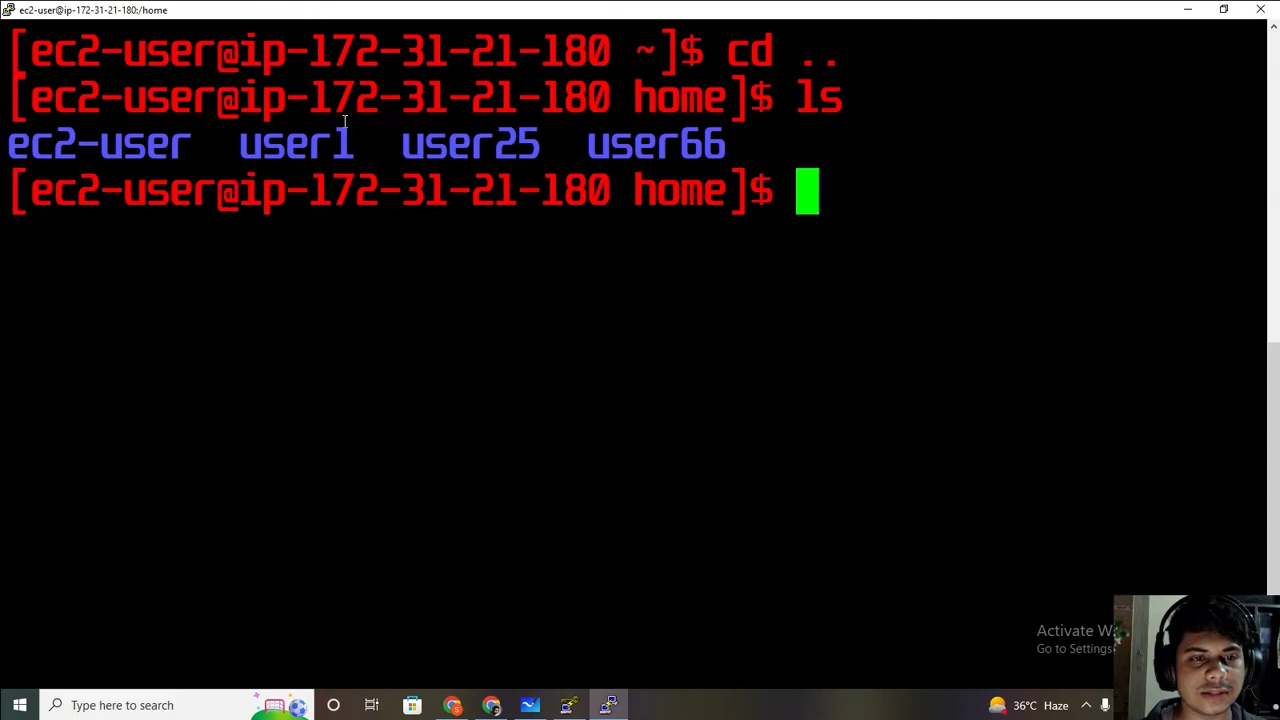 ec2-user@ip-172-31-21-180:/home
[ec2-user@ip-172-31-21-180 ~]$ cd ..
[ec2-user@ip-172-31-21-180 home]$ ls
ec2-user user1 user25 user66
[ec2-user@ip-172-31-21-180 home]$
Activate W
Go to Settings
Type here to search
36°C Haze